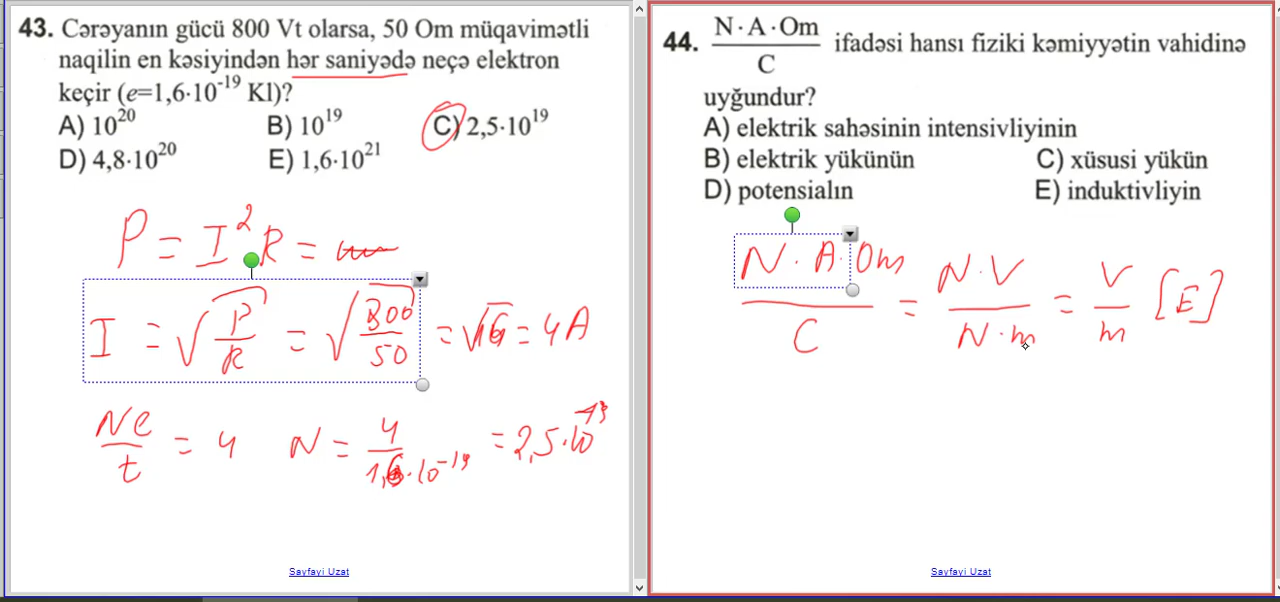 43. Cərəyanın gücü 800 Vt olarsa, 50 Om müqavimətli
naqilin en kəsiyindən hər saniyədə neçə elektron
keçir (e=1,6·10⁻¹⁹ Kl)?
A) 10²⁰ B) 10¹⁹ C) 2,5·10¹⁹
D) 4,8·10²⁰ E) 1,6·10²¹
P = I²R =
I = √(P/R) = √(800/50) = √16 = 4A
Ne/t = 4 N = 4/(1,6·10⁻¹⁹) = 2,5·10¹⁹
Sayfayi Uzat
44. N·A·Om/C ifadəsi hansı fiziki kəmiyyətin vahidinə
uyğundur?
A) elektrik sahəsinin intensivliyinin
B) elektrik yükünün C) xüsusi yükün
D) potensialın E) induktivliyin
N·A·Om/C = N·V/N·m = V/m [E]
Sayfayi Uzat